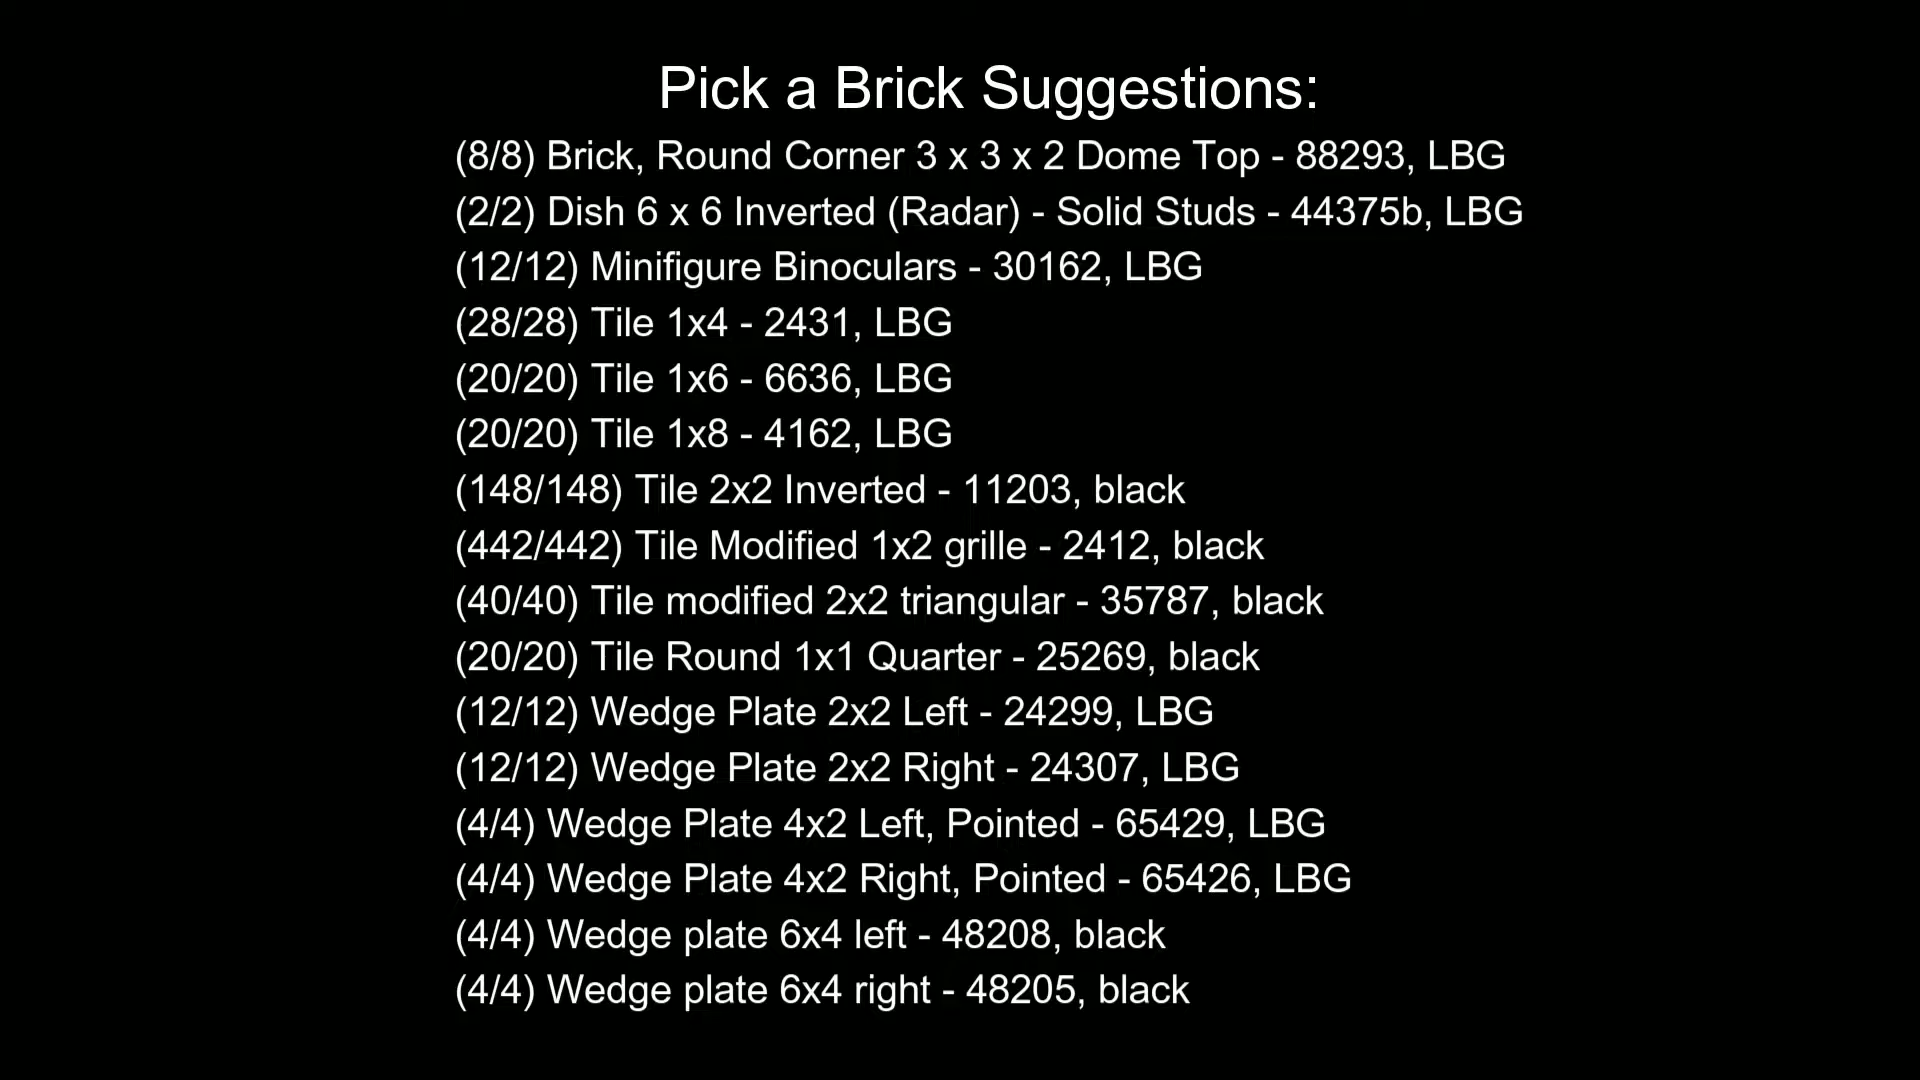 Pick a Brick Suggestions:
(8/8) Brick, Round Corner 3 x 3 x 2 Dome Top - 88293, LBG
(2/2) Dish 6 x 6 Inverted (Radar) - Solid Studs - 44375b, LBG
(12/12) Minifigure Binoculars - 30162, LBG
(28/28) Tile 1x4 - 2431, LBG
(20/20) Tile 1x6 - 6636, LBG
(20/20) Tile 1x8 - 4162, LBG
(148/148) Tile 2x2 Inverted - 11203, black
(442/442) Tile Modified 1x2 grille - 2412, black
(40/40) Tile modified 2x2 triangular - 35787, black
(20/20) Tile Round 1x1 Quarter - 25269, black
(12/12) Wedge Plate 2x2 Left - 24299, LBG
(12/12) Wedge Plate 2x2 Right - 24307, LBG
(4/4) Wedge Plate 4x2 Left, Pointed - 65429, LBG
(4/4) Wedge Plate 4x2 Right, Pointed - 65426, LBG
(4/4) Wedge plate 6x4 left - 48208, black
(4/4) Wedge plate 6x4 right - 48205, black